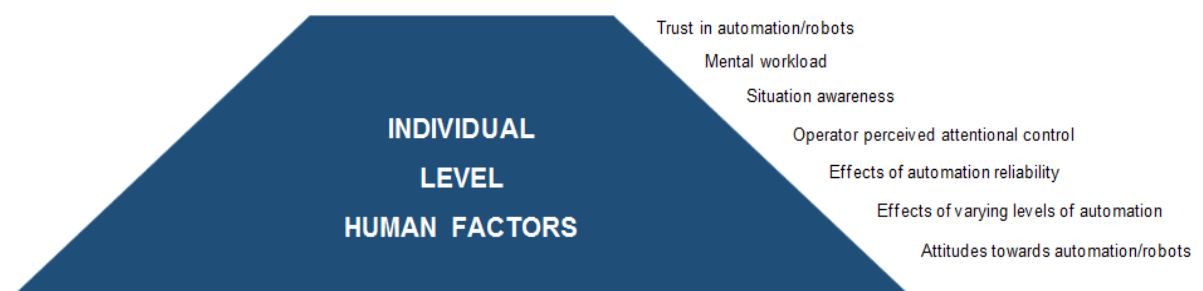 Trust in automation/robots
Mental workload
Situation awareness
INDIVIDUAL
Operator perceived attentional control
LEVEL
Effects of automation reliability
HUMAN FACTORS
Effects of varying levels of automation
Attitudes towards automation/robots